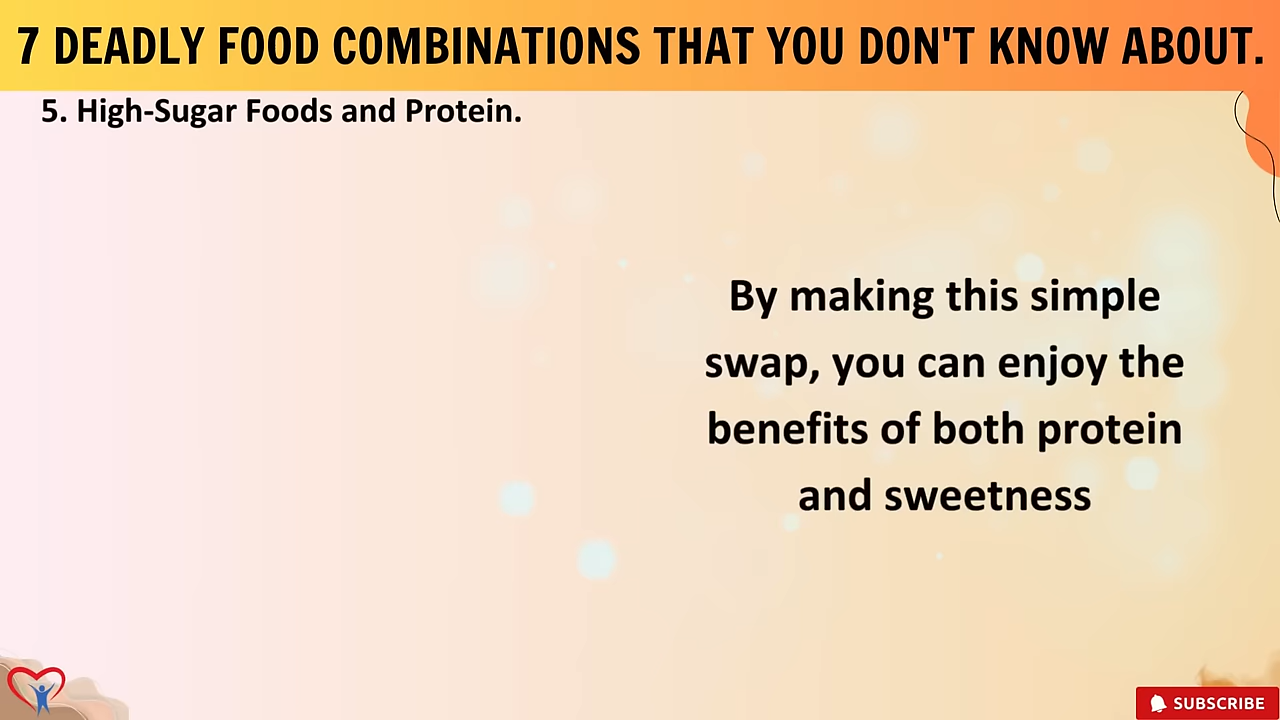 7 DEADLY FOOD COMBINATIONS THAT YOU DON'T KNOW ABOUT.
5. High-Sugar Foods and Protein.
By making this simple
swap, you can enjoy the
benefits of both protein
and sweetness
SUBSCRIBE